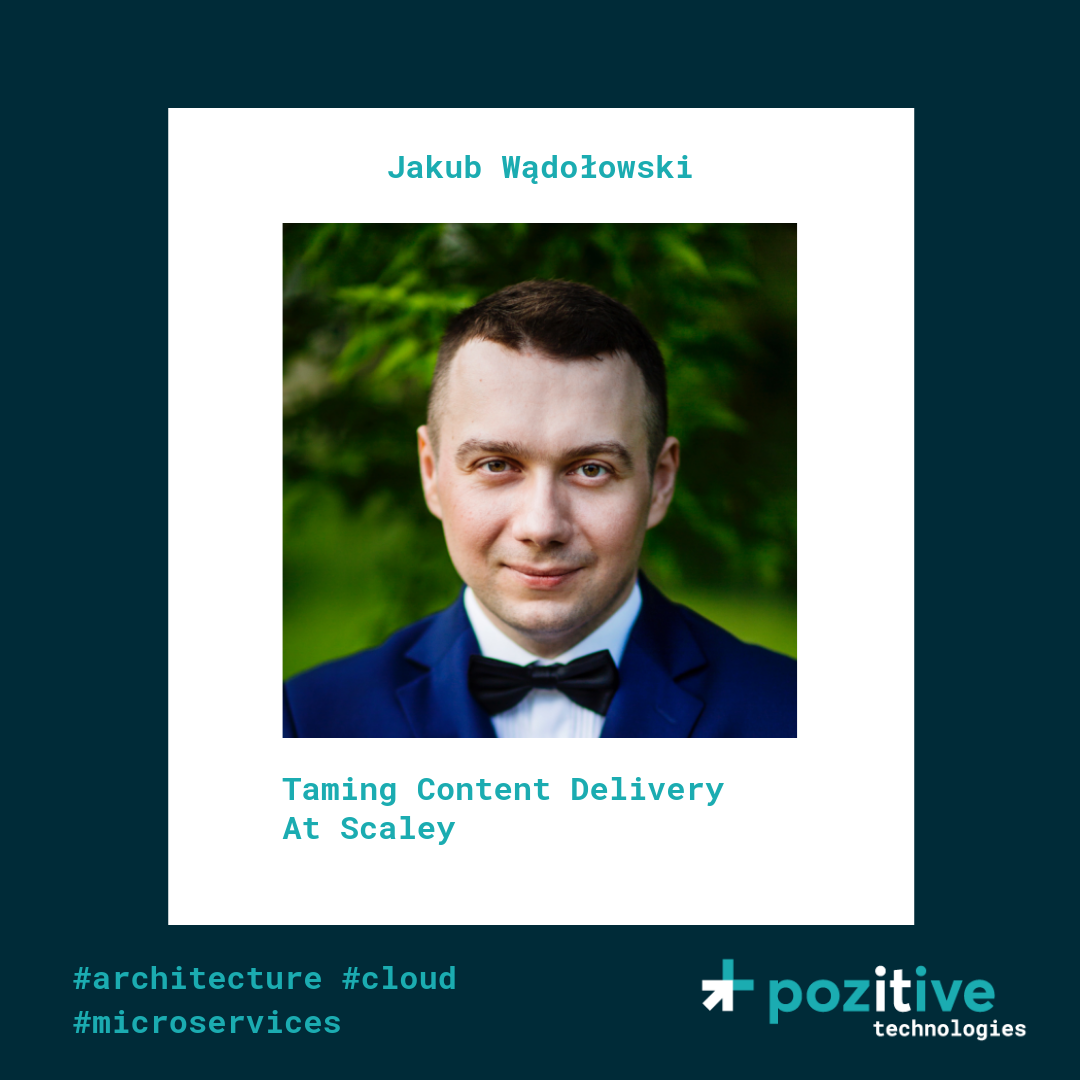 Jakub Wądołowski
Taming Content Delivery
At Scaley
#architecture #cloud
#microservices
pozitive
technologies